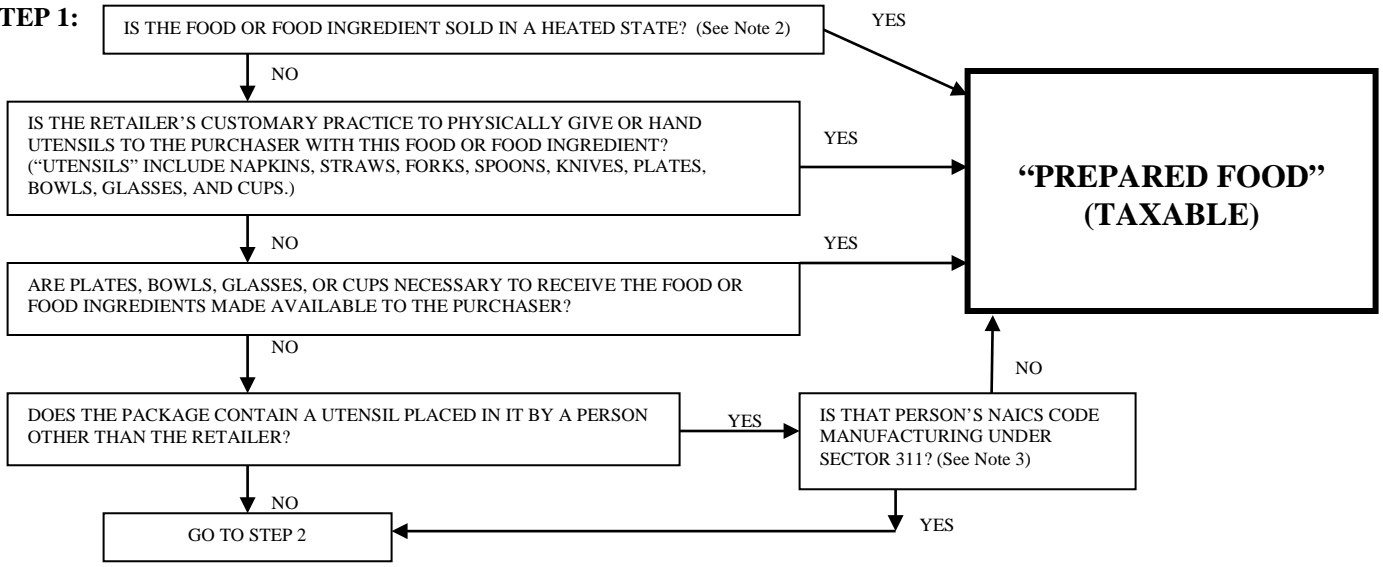 TEP 1:
IS THE FOOD OR FOOD INGREDIENT SOLD IN A HEATED STATE? (See Note 2)
YES
NO
IS THE RETAILER'S CUSTOMARY PRACTICE TO PHYSICALLY GIVE OR HAND
UTENSILS TO THE PURCHASER WITH THIS FOOD OR FOOD INGREDIENT?
("UTENSILS" INCLUDE NAPKINS, STRAWS, FORKS, SPOONS, KNIVES, PLATES,
BOWLS, GLASSES, AND CUPS.)
YES
"PREPARED FOOD"
(TAXABLE)
NO
YES
ARE PLATES, BOWLS, GLASSES, OR CUPS NECESSARY TO RECEIVE THE FOOD OR
FOOD INGREDIENTS MADE AVAILABLE TO THE PURCHASER?
NO
NO
DOES THE PACKAGE CONTAIN A UTENSIL PLACED IN IT BY A PERSON
OTHER THAN THE RETAILER?
YES
IS THAT PERSON'S NAICS CODE
MANUFACTURING UNDER
SECTOR 311? (See Note 3)
NO
YES
GO TO STEP 2